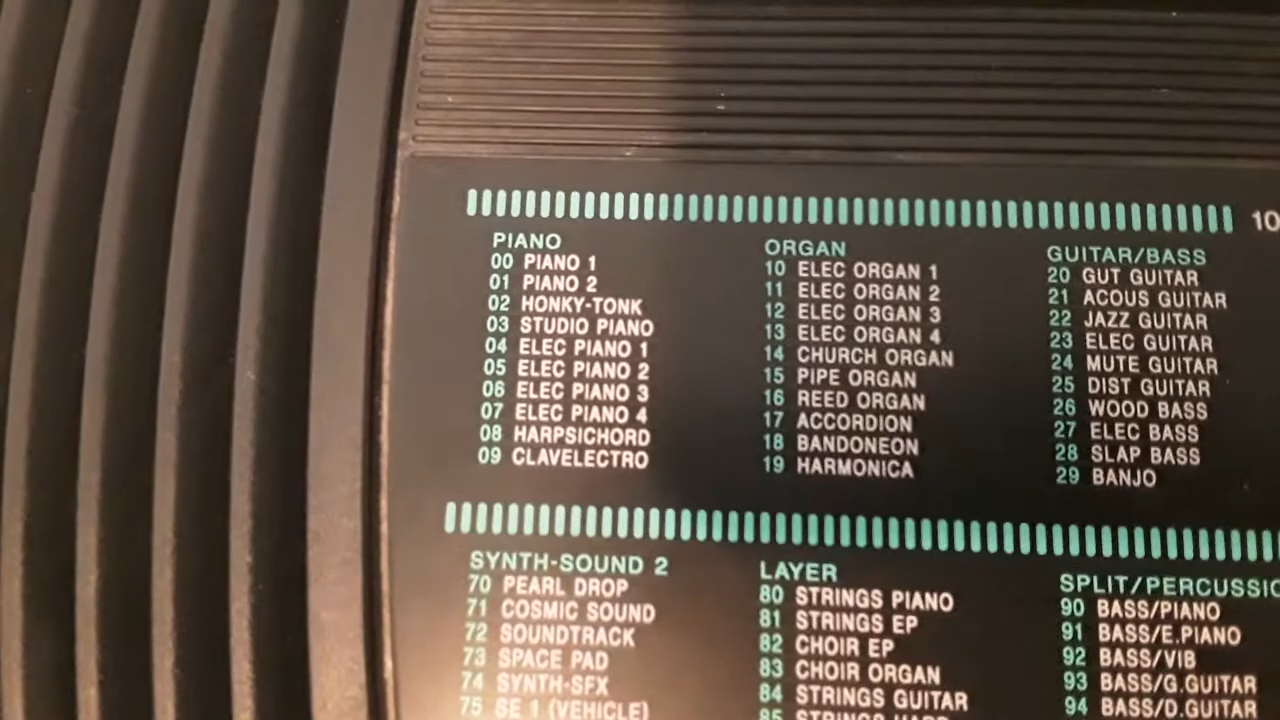 10
PIANO
00 PIANO 1
01 PIANO 2
02 HONKY-TONK
03 STUDIO PIANO
04 ELEC PIANO 1
05 ELEC PIANO 2
06 ELEC PIANO 3
07 ELEC PIANO 4
08 HARPSICHORD
09 CLAVELECTRO
ORGAN
10 ELEC ORGAN 1
11 ELEC ORGAN 2
12 ELEC ORGAN 3
13 ELEC ORGAN 4
14 CHURCH ORGAN
15 PIPE ORGAN
16 REED ORGAN
17 ACCORDION
18 BANDONEON
19 HARMONICA
GUITAR/BASS
20 GUT GUITAR
21 ACOUS GUITAR
22 JAZZ GUITAR
23 ELEC GUITAR
24 MUTE GUITAR
25 DIST GUITAR
26 WOOD BASS
27 ELEC BASS
28 SLAP BASS
29 BANJO
SYNTH-SOUND 2
70 PEARL DROP
71 COSMIC SOUND
72 SOUNDTRACK
73 SPACE PAD
74 SYNTH-SFX
75 SE 1 (VEHICLE)
LAYER
80 STRINGS PIANO
81 STRINGS EP
82 CHOIR EP
83 CHOIR ORGAN
84 STRINGS GUITAR
85 STRINGS
SPLIT/PERCUSSIC
90 BASS/PIANO
91 BASS/E.PIANO
92 BASS/VIB
93 BASS/G.GUITAR
94 BASS/D.GUITAR